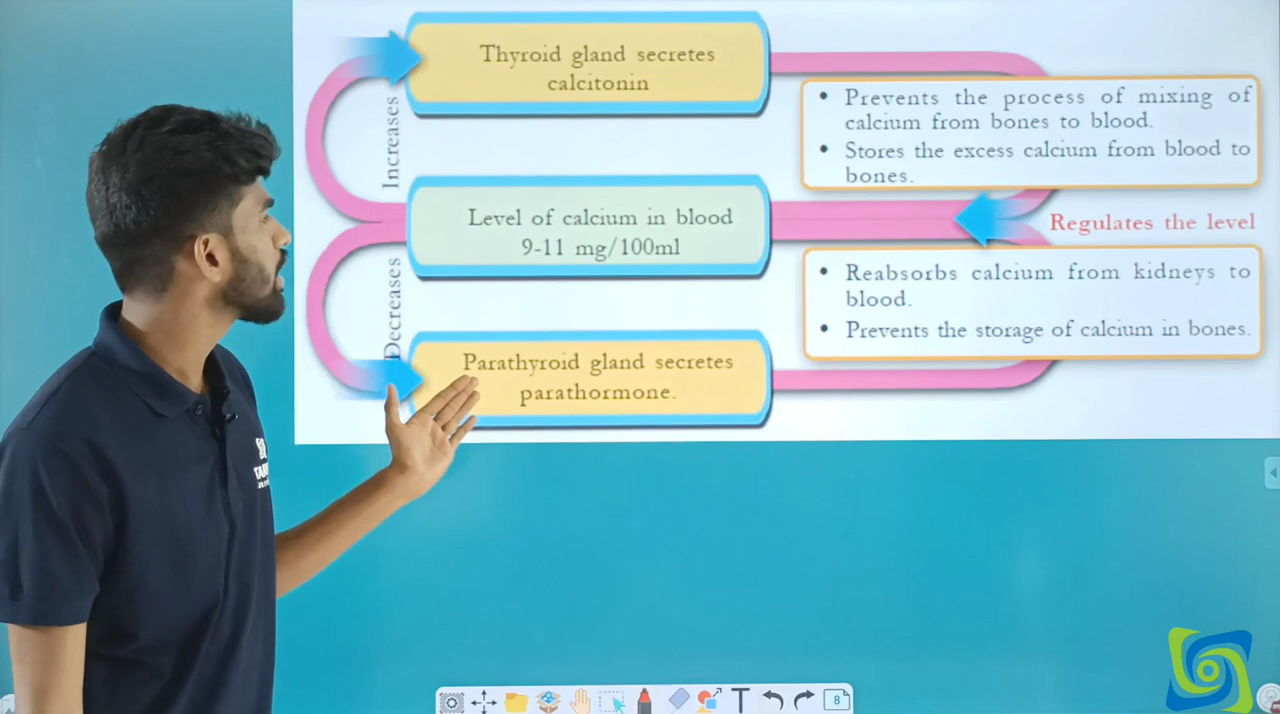 Thyroid gland secretes
calcitonin
• Prevents the process of mixing of
calcium from bones to blood.
• Stores the excess calcium from blood to
bones.
Increases
Level of calcium in blood
9-11 mg/100ml
Regulates the level
Decreases
• Reabsorbs calcium from kidneys to
blood.
• Prevents the storage of calcium in bones.
Parathyroid gland secretes
parathormone.
T
8